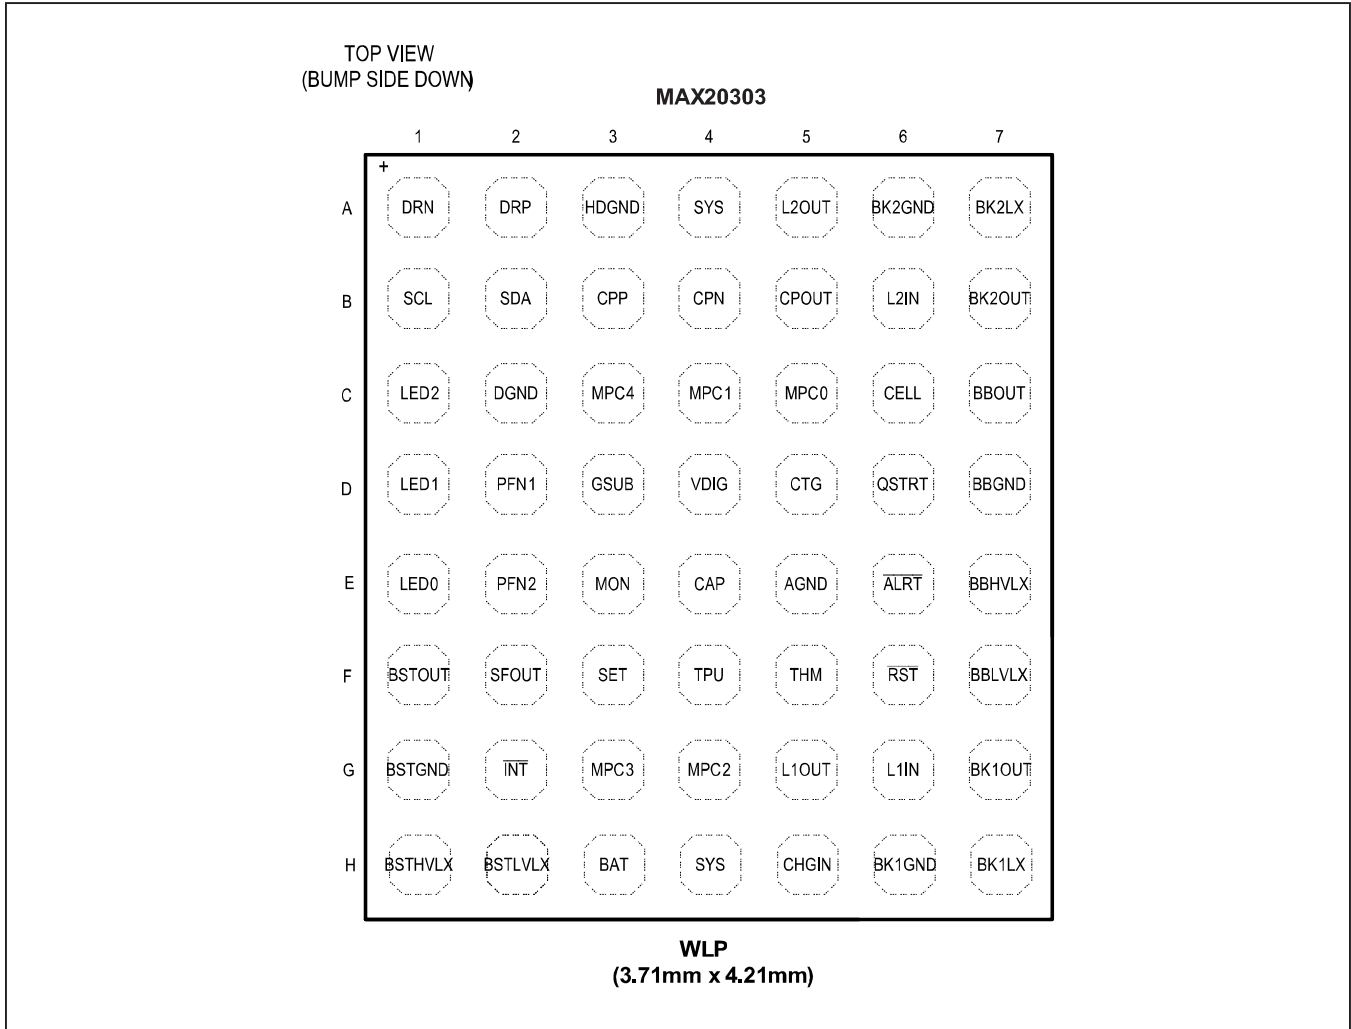 TOP VIEW
(BUMP SIDE DOWN)
MAX20303
1 2 3 4 5 6 7
+
A DRN DRP HDGND SYS L2OUT BK2GND BK2LX
B SCL SDA CPP CPN CPOUT L2IN BK2OUT
C LED2 DGND MPC4 MPC1 MPC0 CELL BBOUT
D LED1 PFN1 GSUB VDIG CTG QSTRT BBGND
E LED0 PFN2 MON CAP AGND A̅L̅R̅T̅ BBHVLX
F BSTOUT SFOUT SET TPU THM R̅S̅T̅ BBLVLX
G BSTGND I̅N̅T̅ MPC3 MPC2 L1OUT L1IN BK1OUT
H BSTHVLX BSTLVLX BAT SYS CHGIN BK1GND BK1LX
WLP
(3.71mm x 4.21mm)